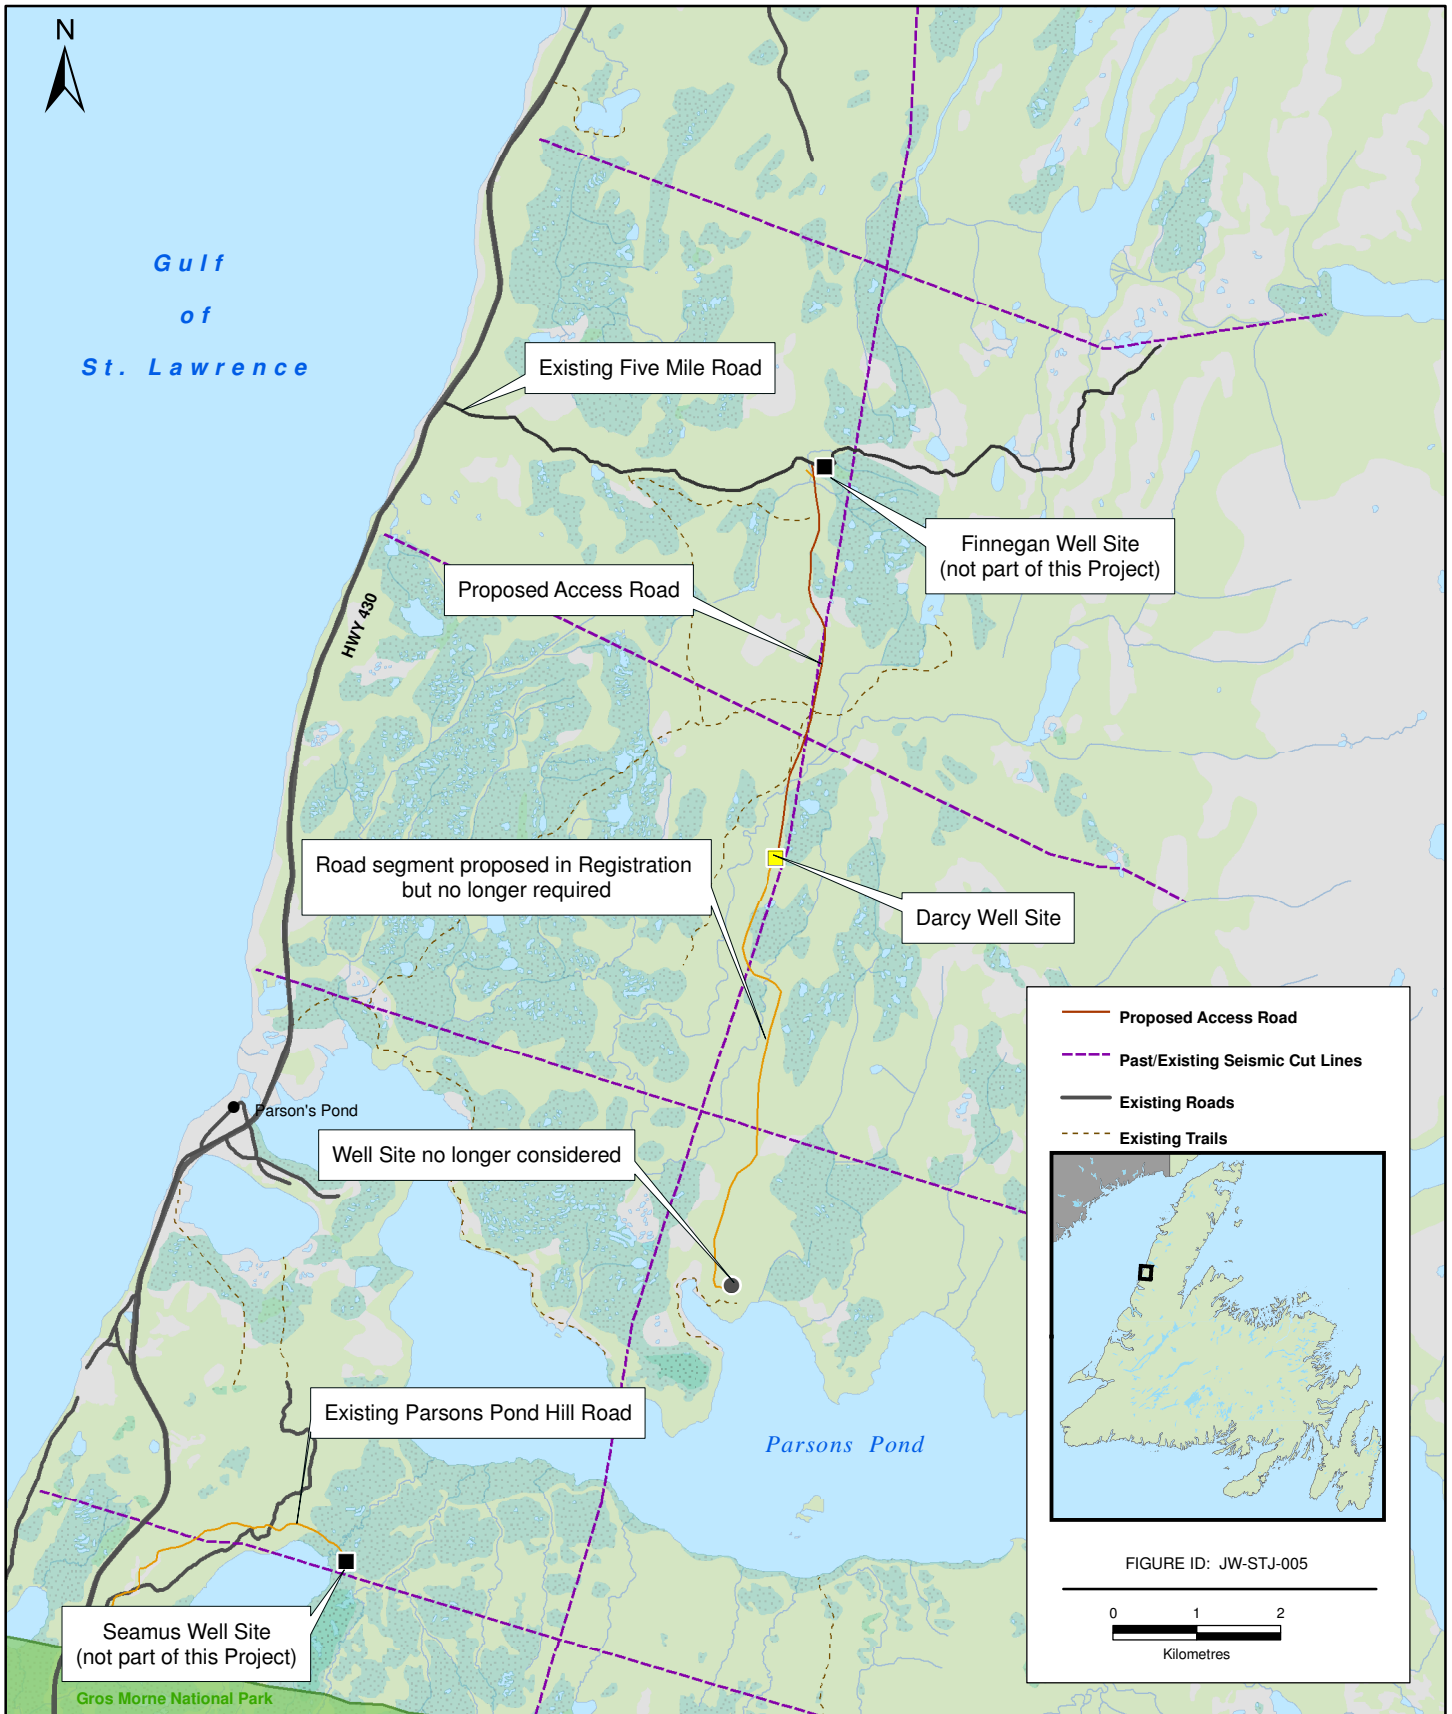 N
Gulf
of
St. Lawrence
Existing Five Mile Road
Finnegan Well Site
(not part of this Project)
Proposed Access Road
HWY 430
Road segment proposed in Registration
but no longer required
Darcy Well Site
Parson's Pond
Well Site no longer considered
Existing Parsons Pond Hill Road
Parsons Pond
Seamus Well Site
(not part of this Project)
Gros Morne National Park
Proposed Access Road
Past/Existing Seismic Cut Lines
Existing Roads
Existing Trails
FIGURE ID: JW-STJ-005
0 1 2
Kilometres